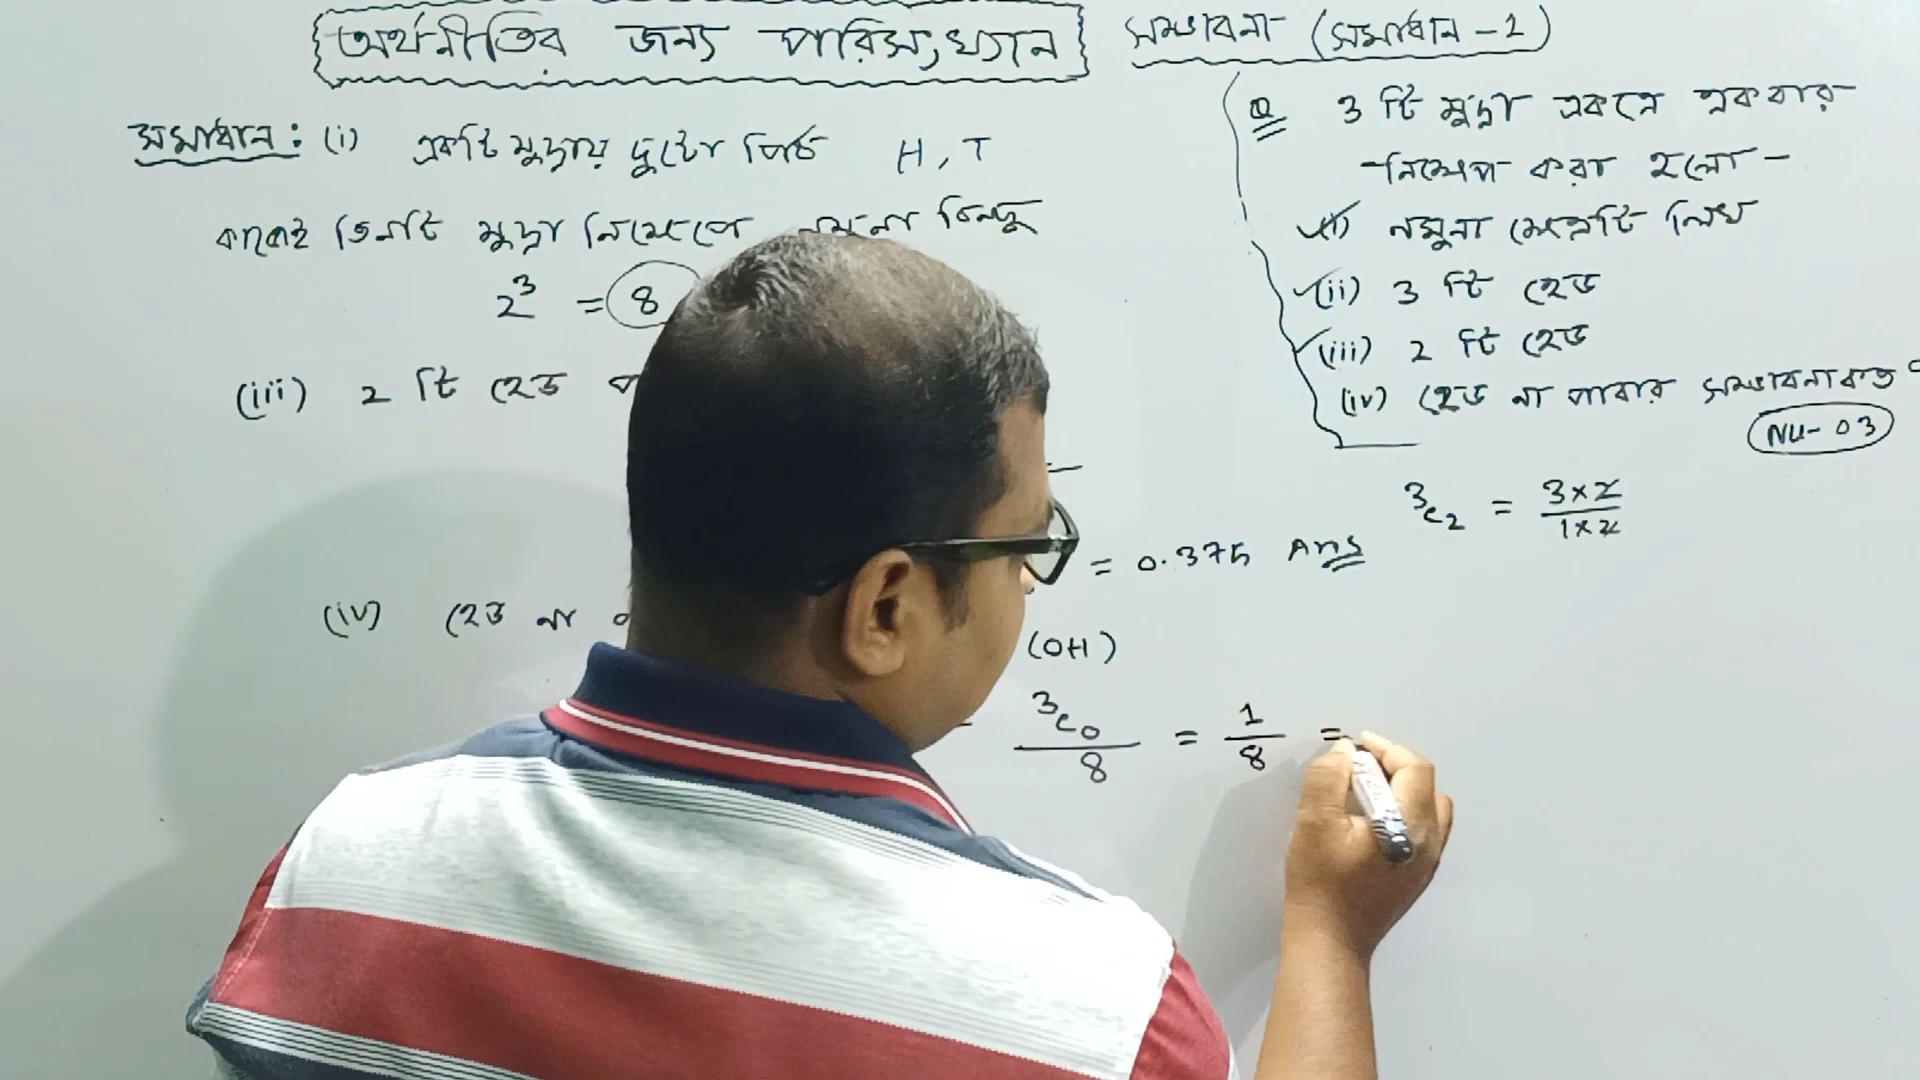 অর্থনীতির জন্য পরিসংখ্যান
সম্ভাবনা (সমাধান - 2)
সমাধান : (i) একটি মুদ্রায় দুটো পিঠ H, T
কাজেই তিনটি মুদ্রা নিক্ষেপে নমুনা বিন্দু
2³ = 8
(iii) 2 টি হেড
= 0.375 Ans
(iv) হেড না
(OH)
³C₀ / 8 = 1 / 8 =
Q 3 টি মুদ্রা একত্রে একবার
নিক্ষেপ করা হলো -
(i) নমুনা ক্ষেত্রটি লিখ
(ii) 3 টি হেড
(iii) 2 টি হেড
(iv) হেড না পাবার সম্ভাবনা কত
NU- 03
³C₂ = 3 × 2 / 1 × 2